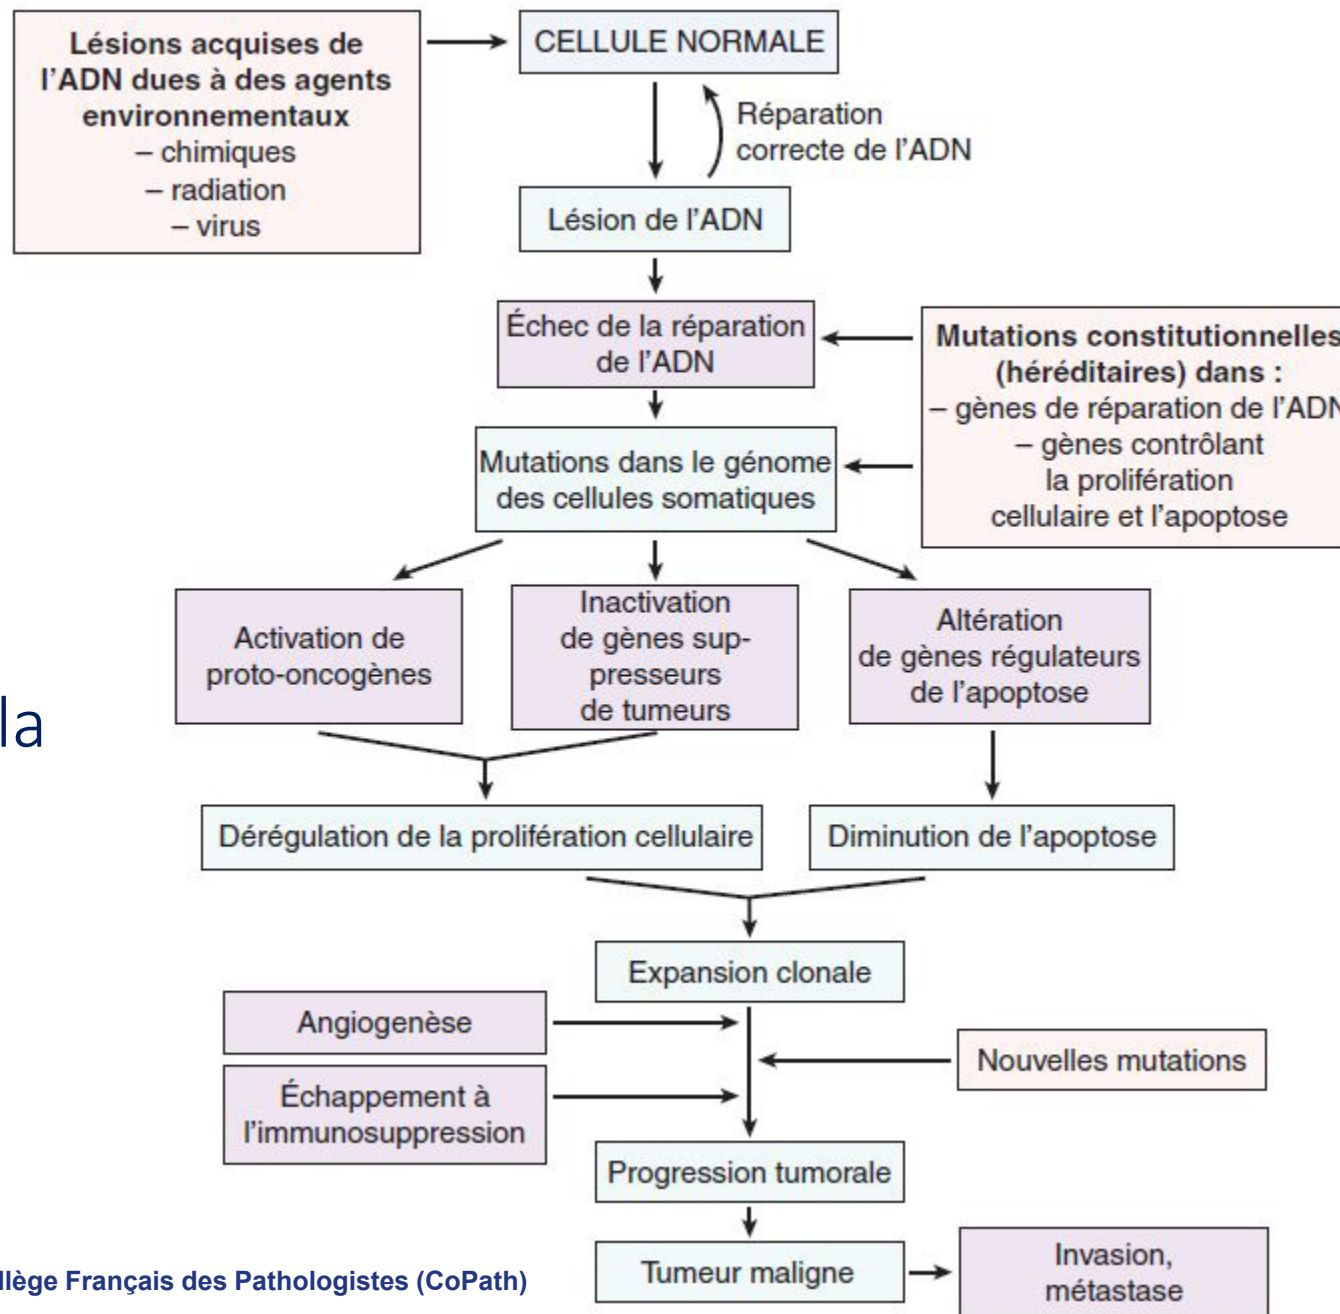 Lésions acquises de
l'ADN dues à des agents
environnementaux
– chimiques
– radiation
– virus
CELLULE NORMALE
Réparation
correcte de l'ADN
Lésion de l'ADN
Échec de la réparation
de l'ADN
Mutations constitutionnelles
(héréditaires) dans :
– gènes de réparation de l'ADN
– gènes contrôlant
la prolifération
cellulaire et l'apoptose
Mutations dans le génome
des cellules somatiques
Activation de
proto-oncogènes
Inactivation
de gènes sup-
presseurs
de tumeurs
Altération
de gènes régulateurs
de l'apoptose
la
Dérégulation de la prolifération cellulaire
Diminution de l'apoptose
Expansion clonale
Angiogenèse
Nouvelles mutations
Échappement à
l'immunosuppression
Progression tumorale
Tumeur maligne
Invasion,
métastase
llège Français des Pathologistes (CoPath)